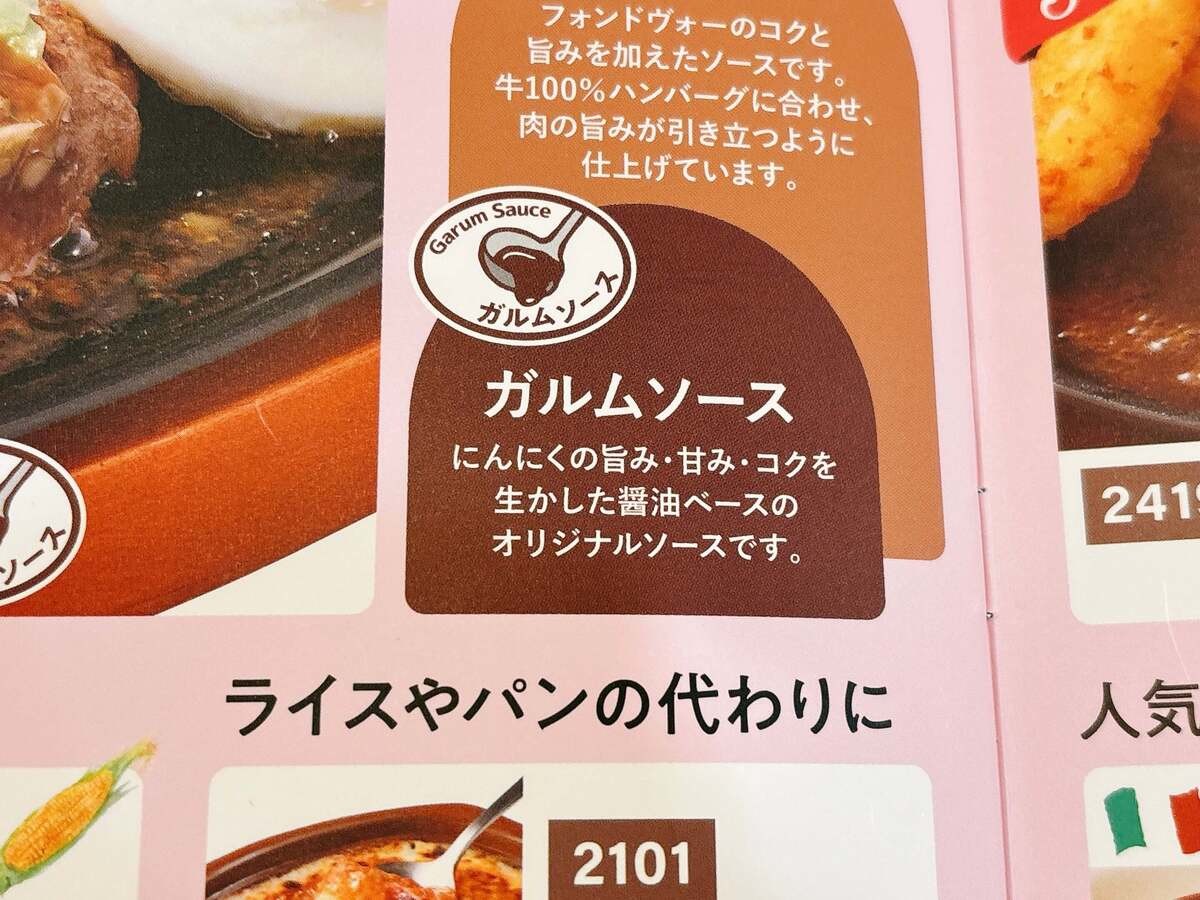 フォンドヴォーのコクと
旨みを加えたソースです。
牛100%ハンバーグに合わせ、
肉の旨みが引き立つように
仕上げています。
Garum Sauce
ガルムソース
ガルムソース
にんにくの旨み・甘み・コクを
生かした醤油ベースの
オリジナルソースです。
ソース
241
ライスやパンの代わりに
人気
2101